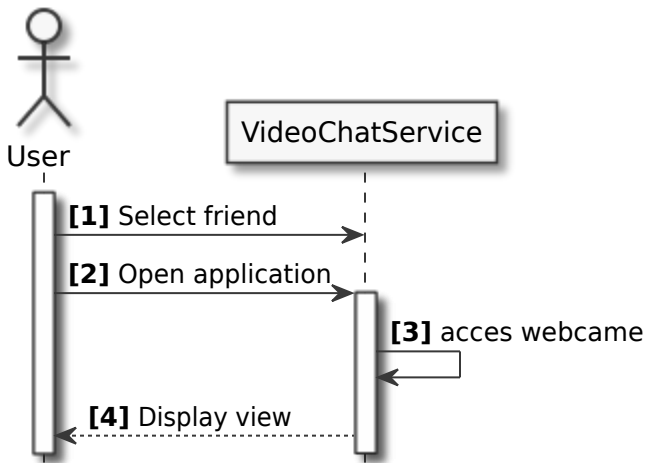 User
VideoChatService
[1] Select friend
[2] Open application
[3] acces webcame
[4] Display view